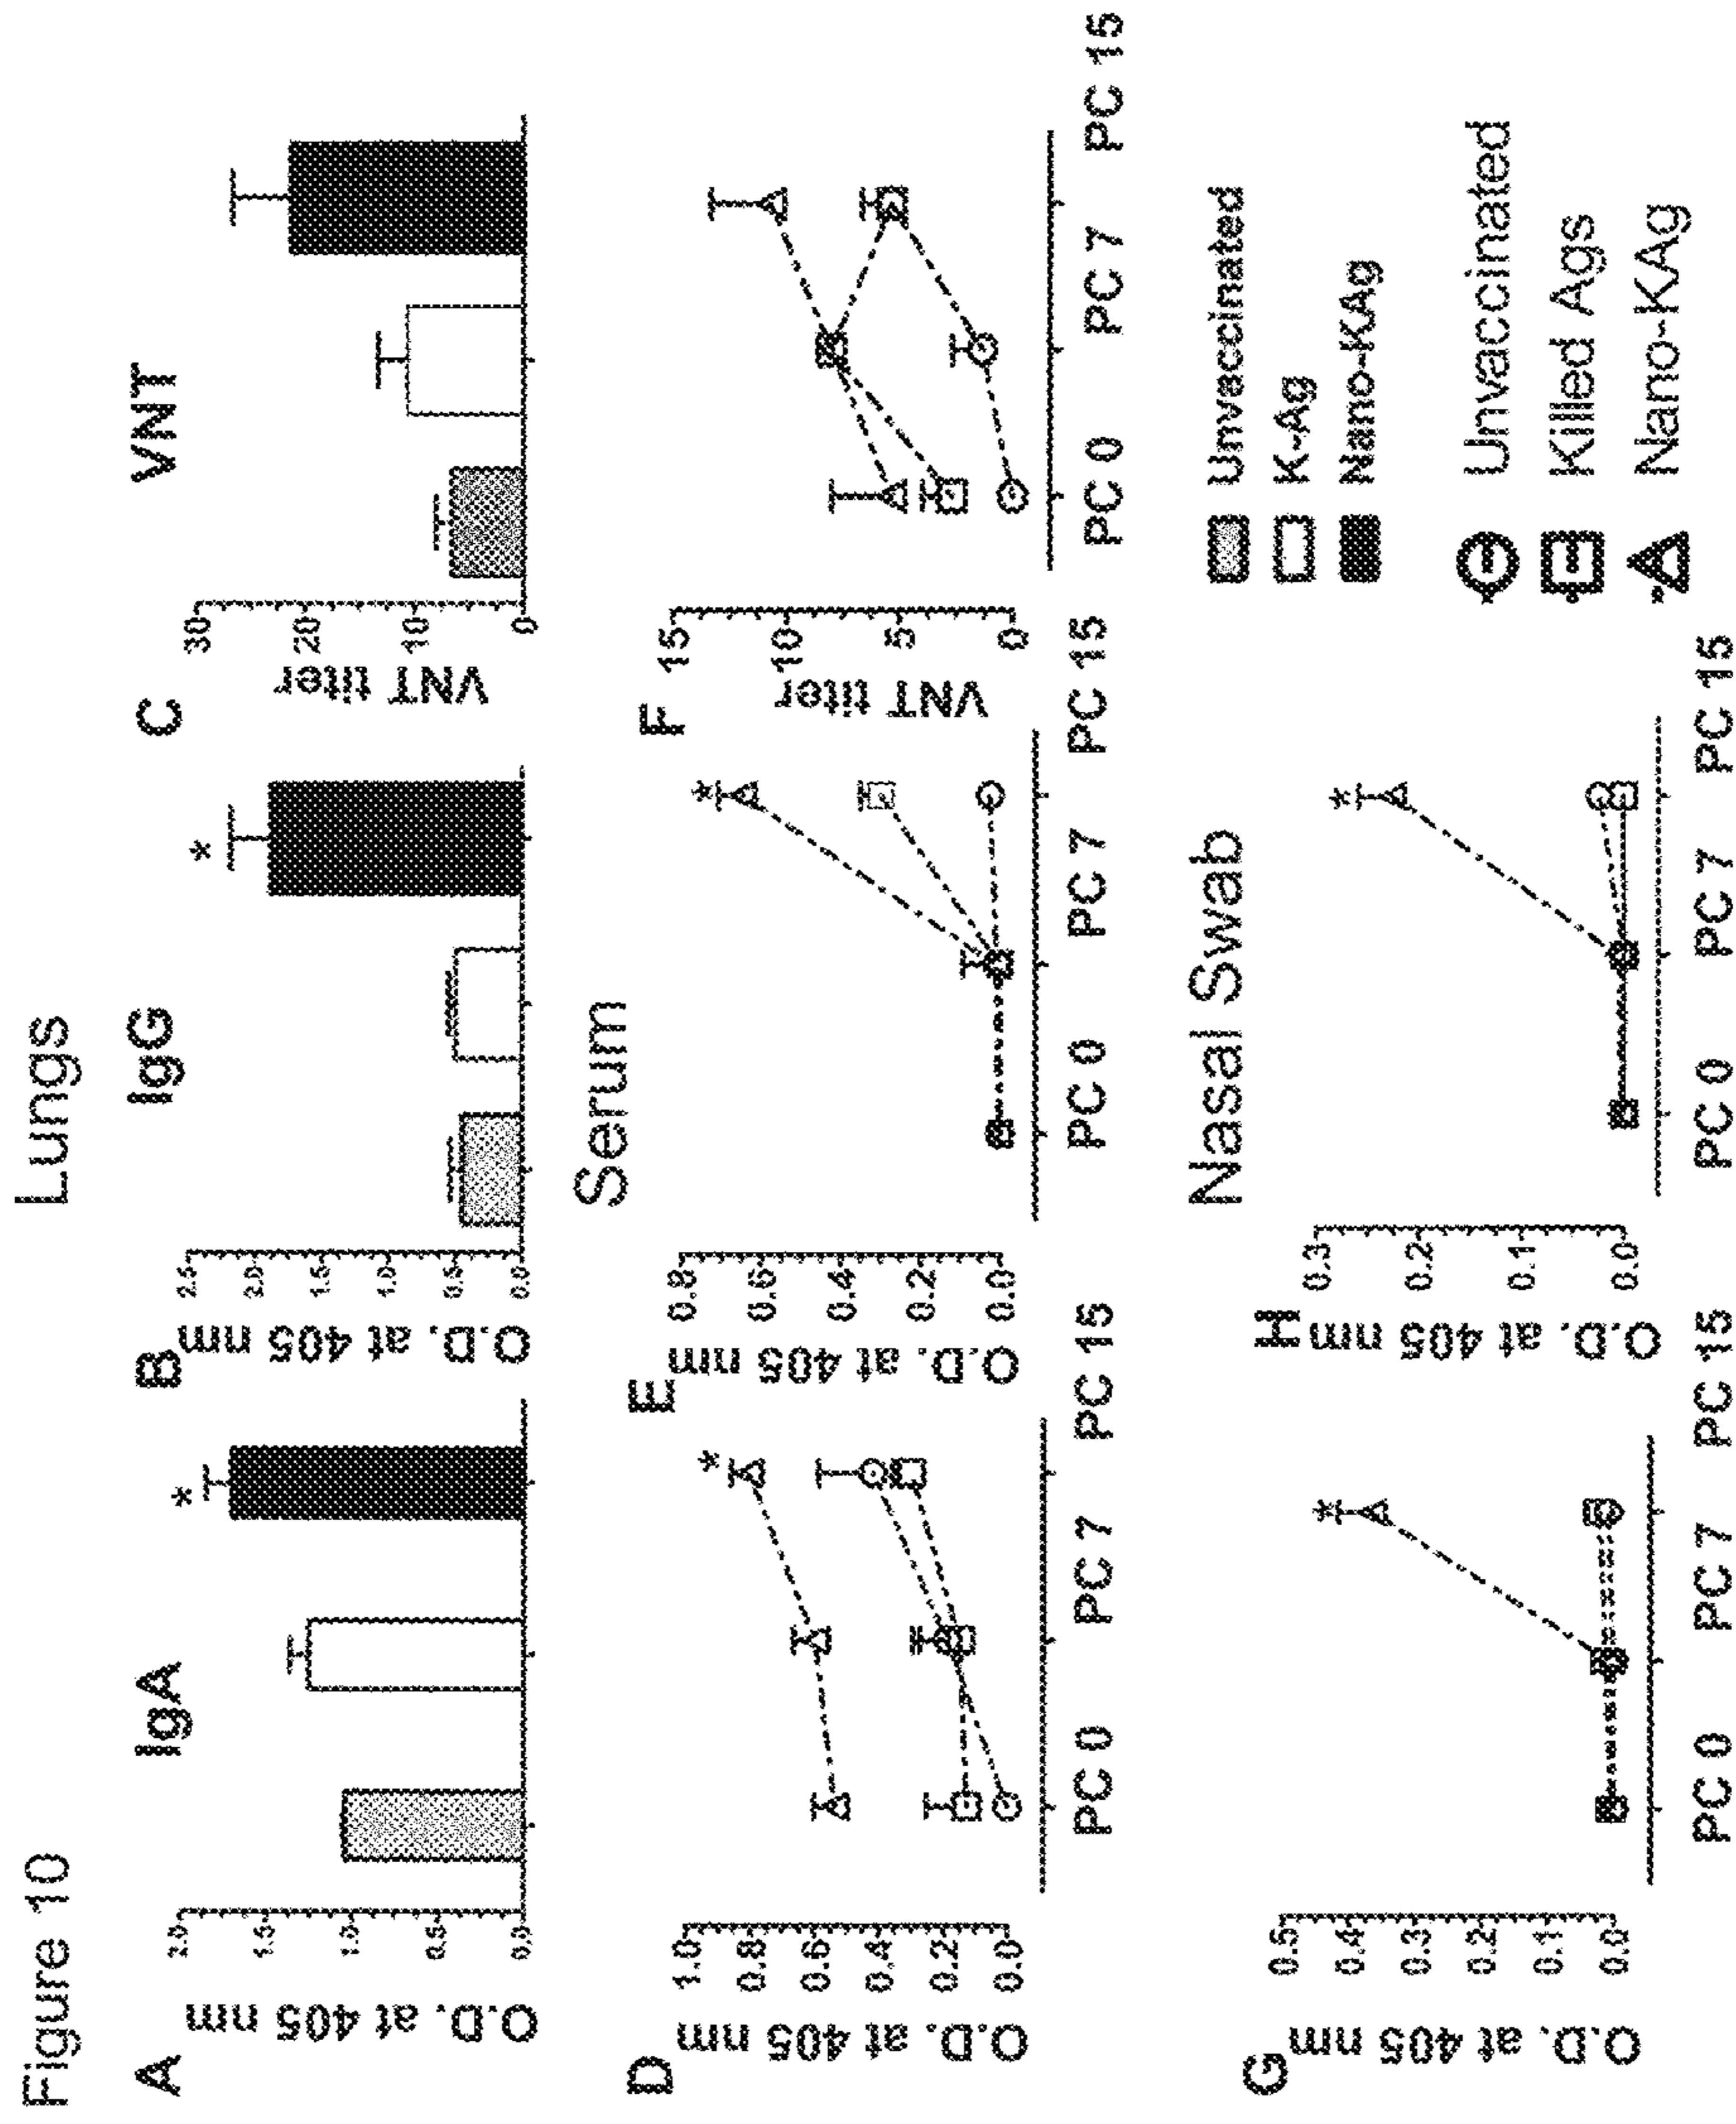 Figure 10
Lungs
A
IgA
O.D. at 405 nm
2.0
1.5
1.0
0.5
0.0
*
B
IgG
O.D. at 405 nm
2.5
2.0
1.5
1.0
0.5
0.0
*
C
VNT
VNT titer
30
20
10
0
Serum
D
O.D. at 405 nm
1.0
0.8
0.6
0.4
0.2
0.0
*
PC 0 PC 7 PC 15
E
O.D. at 405 nm
0.8
0.6
0.4
0.2
0.0
*
PC 0 PC 7 PC 15
F
VNT titer
15
10
5
0
PC 0 PC 7 PC 15
Nasal Swab
G
O.D. at 405 nm
0.5
0.4
0.3
0.2
0.1
0.0
*
PC 0 PC 7 PC 15
H
O.D. at 405 nm
0.3
0.2
0.1
0.0
*
PC 0 PC 7 PC 15
Unvaccinated
K-Ag
Nano-KAg
Unvaccinated
Killed Ags
Nano-KAg